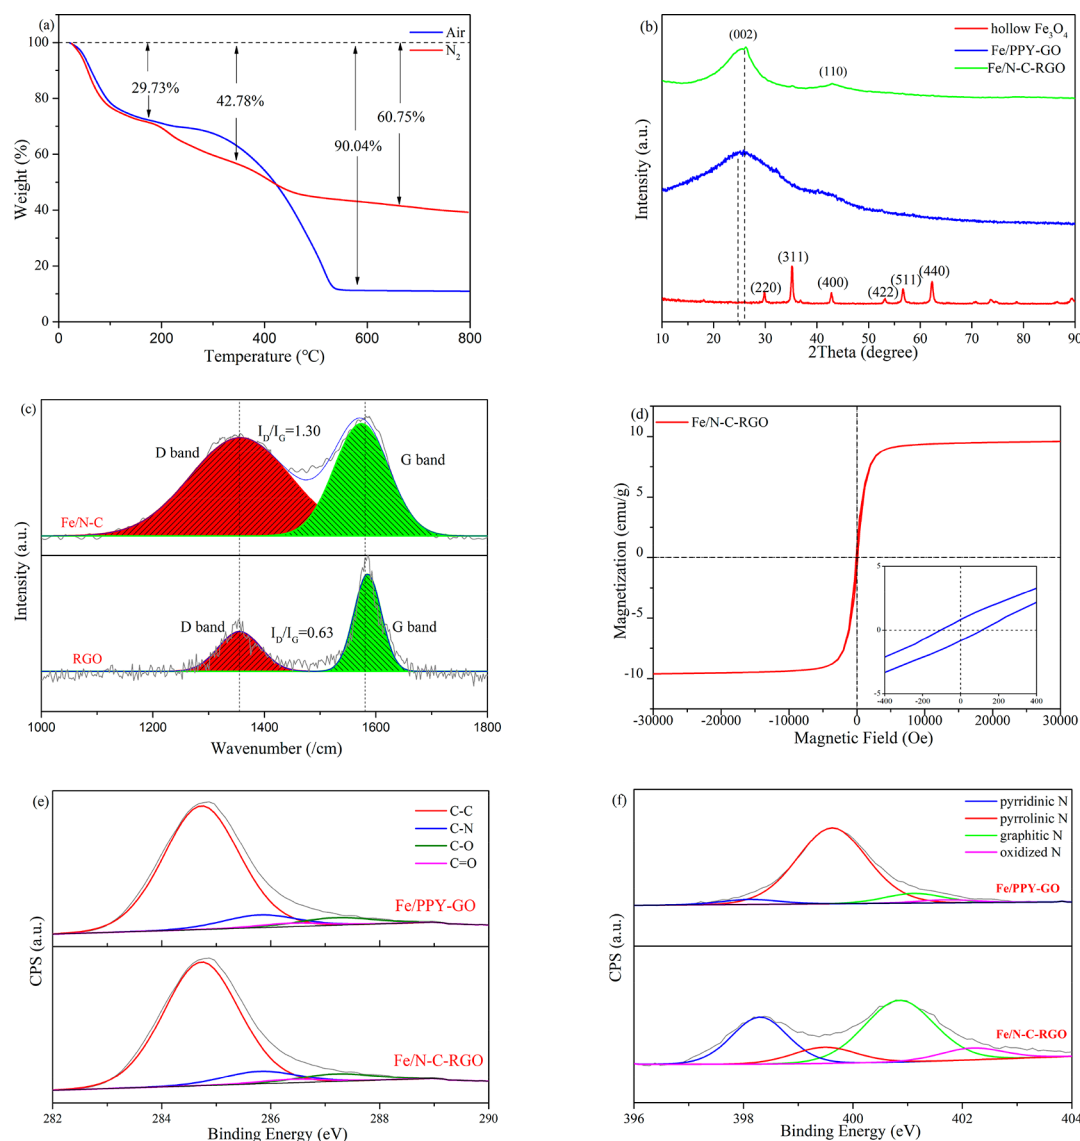 (a)
Air
N₂
29.73%
42.78%
60.75%
90.04%
100
80
60
40
20
0
Weight (%)
0 200 400 600 800
Temperature (℃)
(b)
hollow Fe₃O₄
Fe/PPY-GO
Fe/N-C-RGO
(002)
(110)
(220)
(311)
(400)
(422)
(511)
(440)
Intensity (a.u.)
10 20 30 40 50 60 70 80 90
2Theta (degree)
(c)
D band
I_D/I_G=1.30
G band
Fe/N-C
D band
I_D/I_G=0.63
G band
RGO
Intensity (a.u.)
1000 1200 1400 1600 1800
Wavenumber (/cm)
(d)
Fe/N-C-RGO
10
5
0
-5
-10
Magnetization (emu/g)
5
0
-5
-400 -200 0 200 400
-30000 -20000 -10000 0 10000 20000 30000
Magnetic Field (Oe)
(e)
C-C
C-N
C-O
C=O
Fe/PPY-GO
Fe/N-C-RGO
CPS (a.u.)
282 284 286 288 290
Binding Energy (eV)
(f)
pyrridinic N
pyrrolinic N
graphitic N
oxidized N
Fe/PPY-GO
Fe/N-C-RGO
CPS (a.u.)
396 398 400 402 404
Binding Energy (eV)